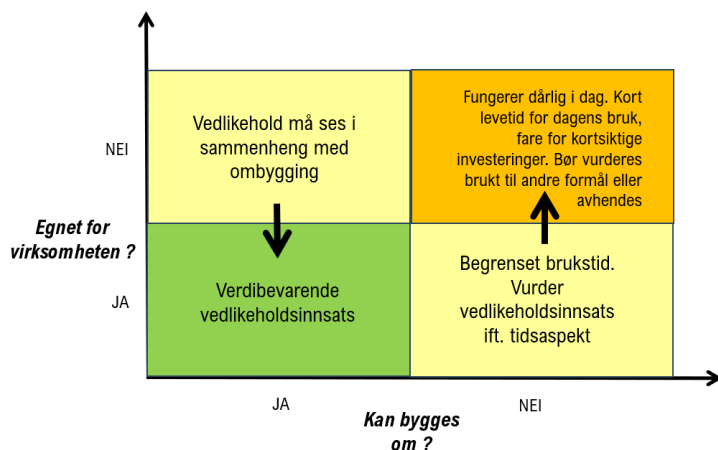 Vedlikehold må ses i
sammenheng med
ombygging
Fungerer dårlig i dag. Kort
levetid for dagens bruk,
fare for kortsiktige
investeringer. Bør vurderes
brukt til andre formål eller
avhendes
NEI
Egnet for
virksomheten ?
JA
Verdibevarende
vedlikeholdsinnsats
Begrenset brukstid.
Vurder
vedlikeholdsinnsats
ift. tidsaspekt
JA
NEI
Kan bygges
om ?